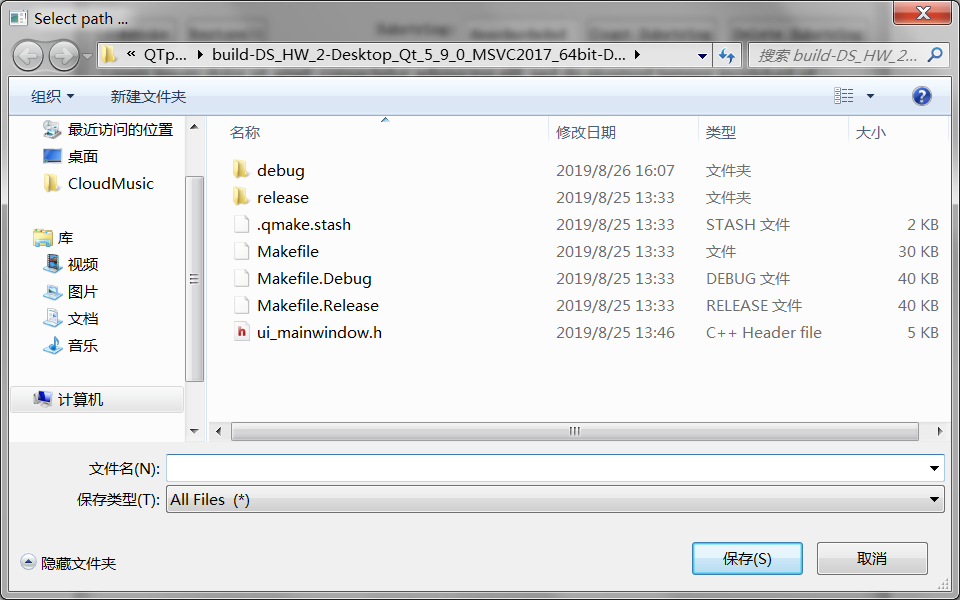 Select path ...
« QTp... build-DS_HW_2-Desktop_Qt_5_9_0_MSVC2017_64bit-D... 搜索 build-DS_HW_2...
组织 新建文件夹
最近访问的位置
桌面
CloudMusic
库
视频
图片
文档
音乐
计算机
名称 修改日期 类型 大小
debug 2019/8/26 16:07 文件夹
release 2019/8/25 13:33 文件夹
.qmake.stash 2019/8/25 13:33 STASH 文件 2 KB
Makefile 2019/8/25 13:33 文件 30 KB
Makefile.Debug 2019/8/25 13:33 DEBUG 文件 40 KB
Makefile.Release 2019/8/25 13:33 RELEASE 文件 40 KB
ui_mainwindow.h 2019/8/25 13:46 C++ Header file 5 KB
文件名(N):
保存类型(T): All Files (*)
隐藏文件夹 保存(S) 取消